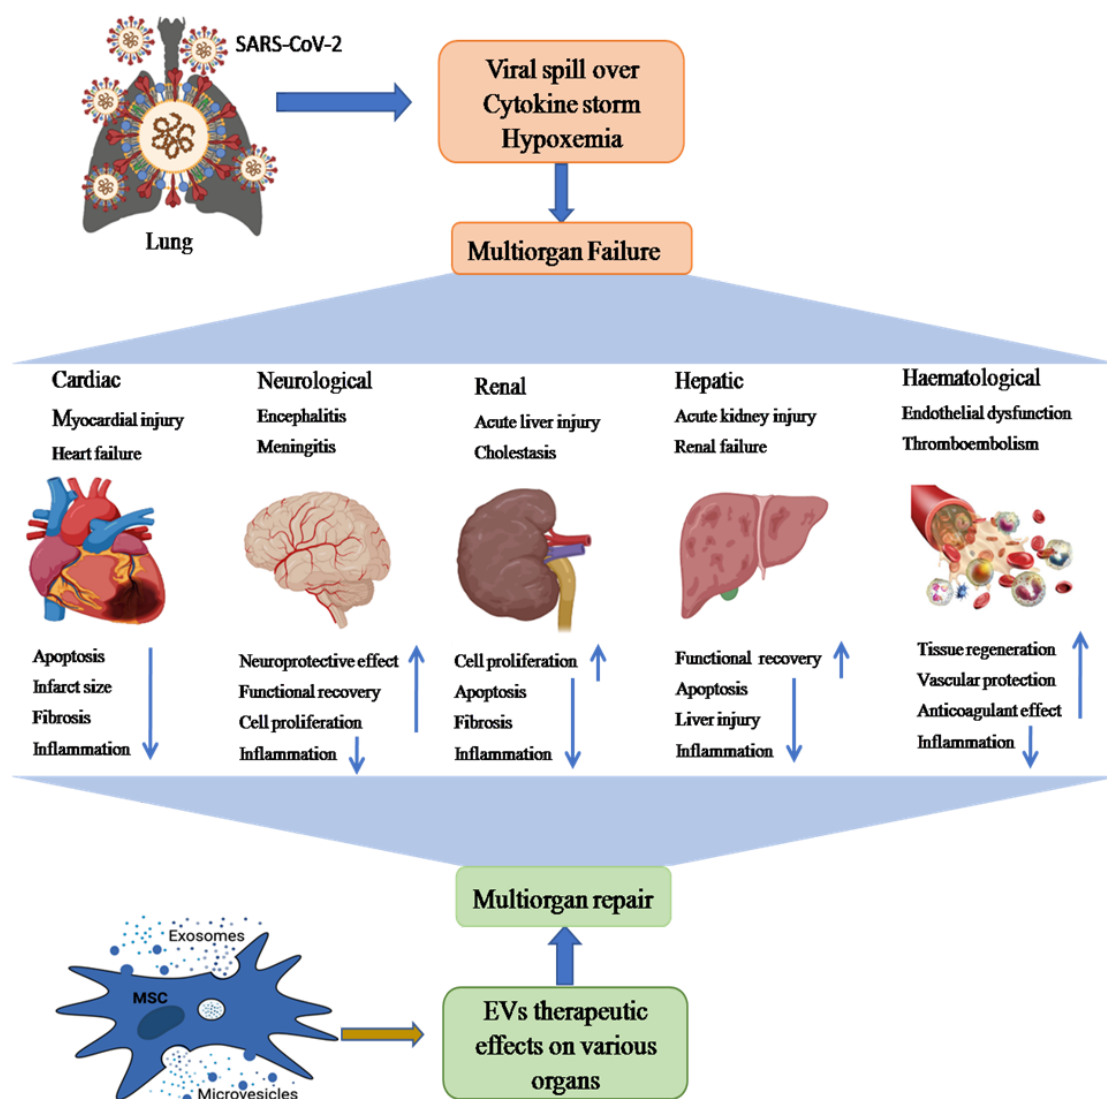 SARS-CoV-2
Lung
Viral spill over
Cytokine storm
Hypoxemia
Multiorgan Failure
Cardiac
Myocardial injury
Heart failure
Neurological
Encephalitis
Meningitis
Renal
Acute liver injury
Cholestasis
Hepatic
Acute kidney injury
Renal failure
Haematological
Endothelial dysfunction
Thromboembolism
Apoptosis
Infarct size
Fibrosis
Inflammation
Neuroprotective effect
Functional recovery
Cell proliferation
Inflammation
Cell proliferation
Apoptosis
Fibrosis
Inflammation
Functional recovery
Apoptosis
Liver injury
Inflammation
Tissue regeneration
Vascular protection
Anticoagulant effect
Inflammation
Multiorgan repair
Exosomes
MSC
Microvesicles
EVs therapeutic
effects on various
organs